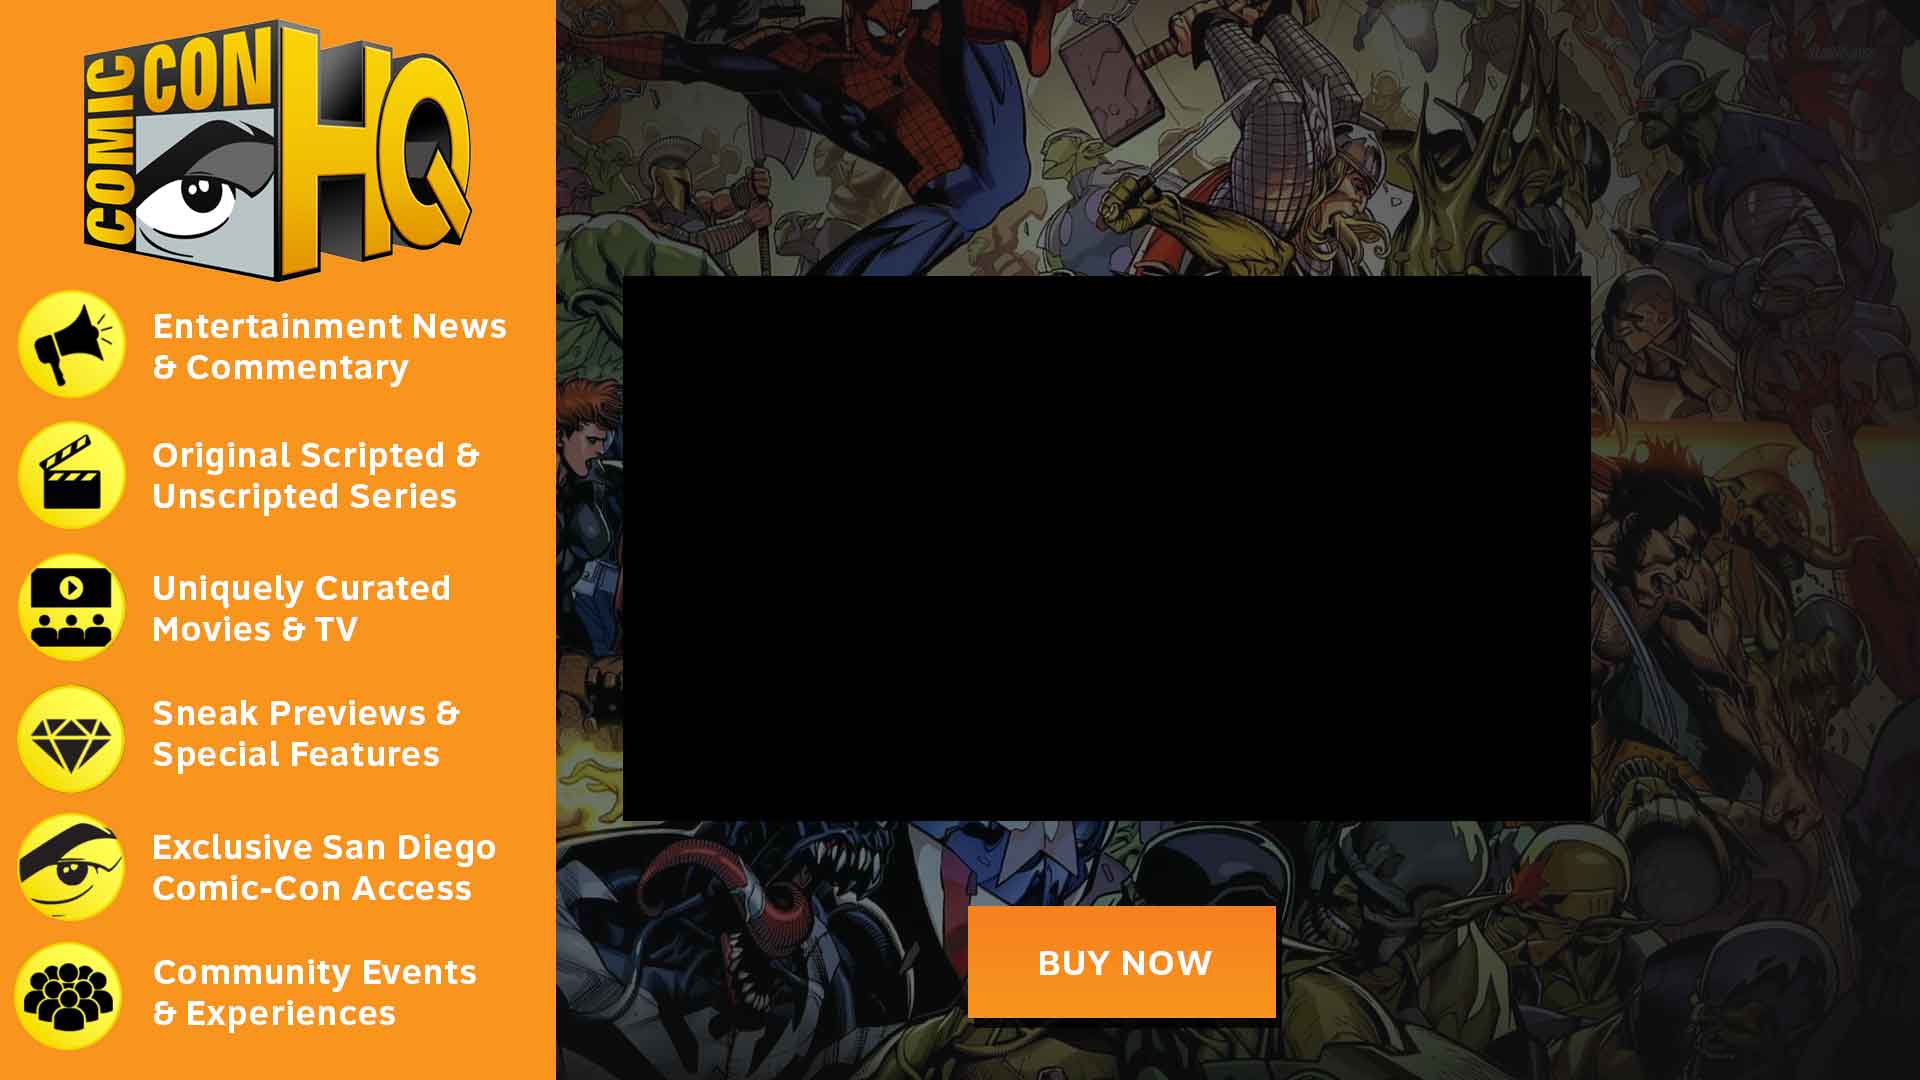 COMIC
CON
HQ
Entertainment News
& Commentary
Original Scripted &
Unscripted Series
Uniquely Curated
Movies & TV
Sneak Previews &
Special Features
Exclusive San Diego
Comic-Con Access
Community Events
& Experiences
BUY NOW